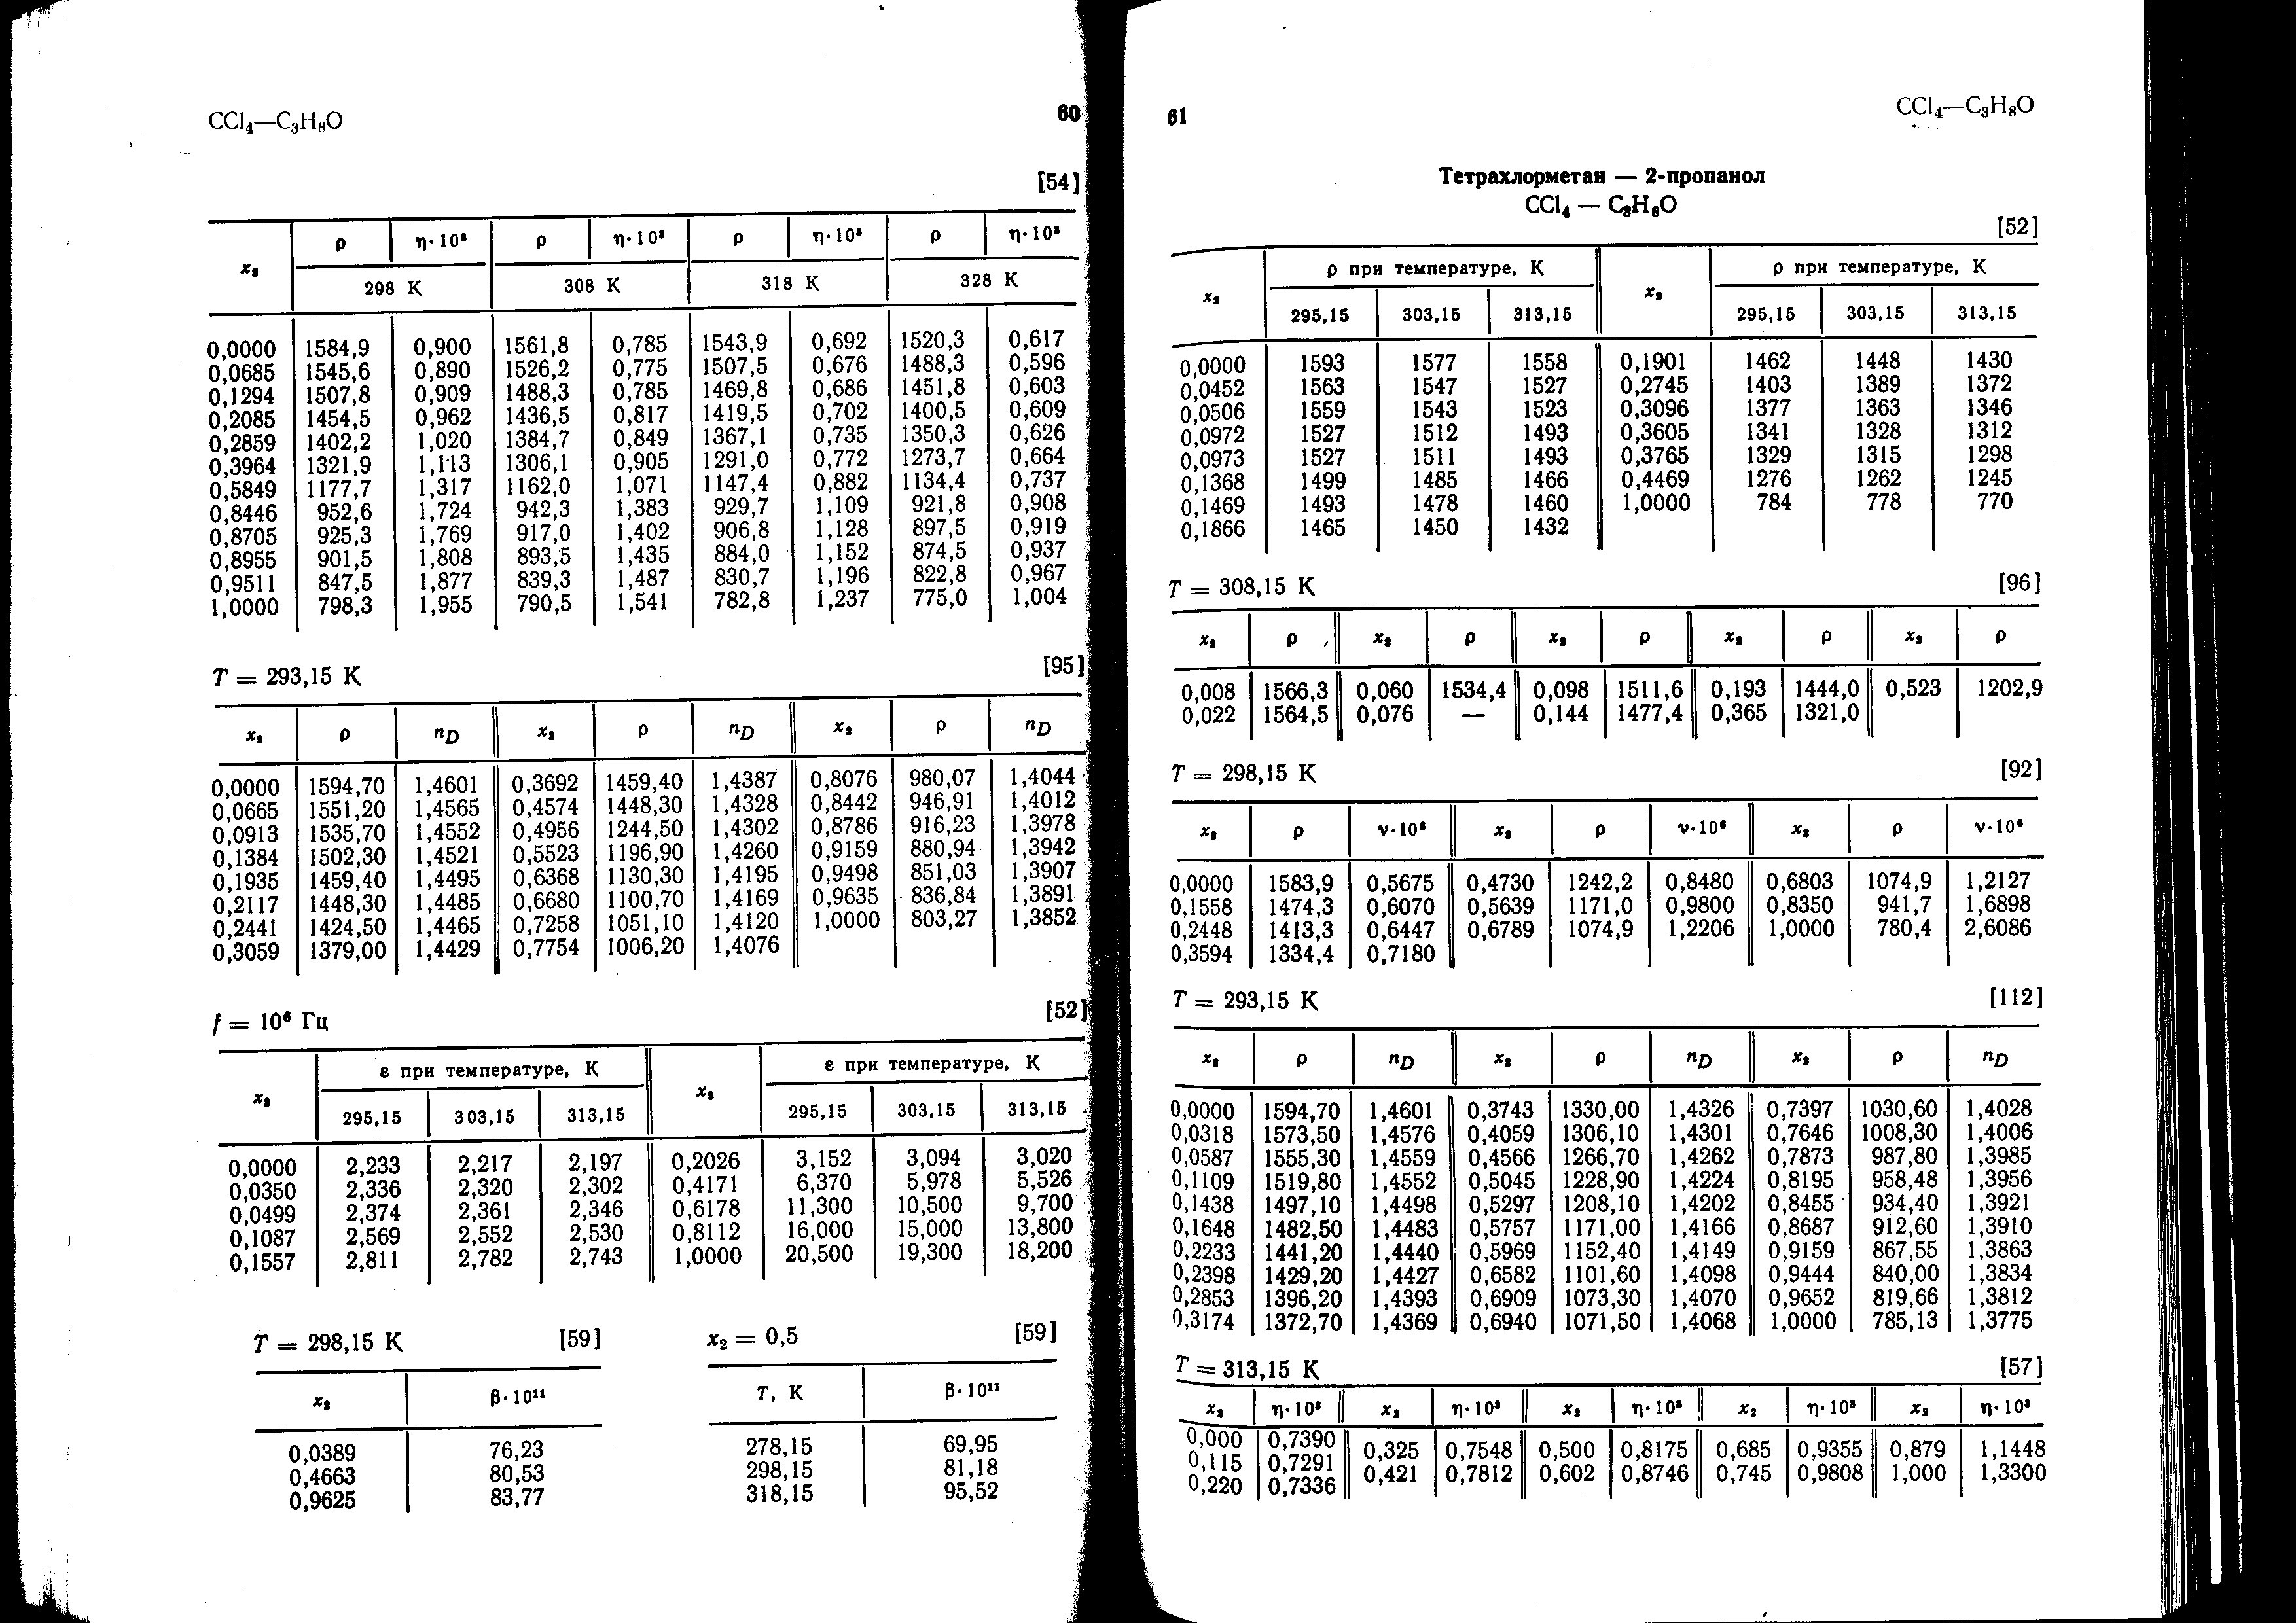 CCl₄—C₃H₈O 60
[54]
x₂ ρ η·10³ ρ η·10³ ρ η·10³ ρ η·10³
298 К 308 К 318 К 328 К
0,0000 1584,9 0,900 1561,8 0,785 1543,9 0,692 1520,3 0,617
0,0685 1545,6 0,890 1526,2 0,775 1507,5 0,676 1488,3 0,596
0,1294 1507,8 0,909 1488,3 0,785 1469,8 0,686 1451,8 0,603
0,2085 1454,5 0,962 1436,5 0,817 1419,5 0,702 1400,5 0,609
0,2859 1402,2 1,020 1384,7 0,849 1367,1 0,735 1350,3 0,626
0,3964 1321,9 1,113 1306,1 0,905 1291,0 0,772 1273,7 0,664
0,5849 1177,7 1,317 1162,0 1,071 1147,4 0,882 1134,4 0,737
0,8446 952,6 1,724 942,3 1,383 929,7 1,109 921,8 0,908
0,8705 925,3 1,769 917,0 1,402 906,8 1,128 897,5 0,919
0,8955 901,5 1,808 893,5 1,435 884,0 1,152 874,5 0,937
0,9511 847,5 1,877 839,3 1,487 830,7 1,196 822,8 0,967
1,0000 798,3 1,955 790,5 1,541 782,8 1,237 775,0 1,004
T = 293,15 К [95]
x₂ ρ n_D x₂ ρ n_D x₂ ρ n_D
0,0000 1594,70 1,4601 0,3692 1459,40 1,4387 0,8076 980,07 1,4044
0,0665 1551,20 1,4565 0,4574 1448,30 1,4328 0,8442 946,91 1,4012
0,0913 1535,70 1,4552 0,4956 1244,50 1,4302 0,8786 916,23 1,3978
0,1384 1502,30 1,4521 0,5523 1196,90 1,4260 0,9159 880,94 1,3942
0,1935 1459,40 1,4495 0,6368 1130,30 1,4195 0,9498 851,03 1,3907
0,2117 1448,30 1,4485 0,6680 1100,70 1,4169 0,9635 836,84 1,3891
0,2441 1424,50 1,4465 0,7258 1051,10 1,4120 1,0000 803,27 1,3852
0,3059 1379,00 1,4429 0,7754 1006,20 1,4076
f = 10⁶ Гц [52]
x₂ ε при температуре, К x₂ ε при температуре, К
295,15 303,15 313,15 295,15 303,15 313,15
0,0000 2,233 2,217 2,197 0,2026 3,152 3,094 3,020
0,0350 2,336 2,320 2,302 0,4171 6,370 5,978 5,526
0,0499 2,374 2,361 2,346 0,6178 11,300 10,500 9,700
0,1087 2,569 2,552 2,530 0,8112 16,000 15,000 13,800
0,1557 2,811 2,782 2,743 1,0000 20,500 19,300 18,200
T = 298,15 К [59]
x₂ β·10¹¹
0,0389 76,23
0,4663 80,53
0,9625 83,77
x₂ = 0,5 [59]
T, К β·10¹¹
278,15 69,95
298,15 81,18
318,15 95,52
61 CCl₄—C₃H₈O
Тетрахлорметан — 2-пропанол
CCl₄ — C₃H₈O
[52]
x₂ ρ при температуре, К x₂ ρ при температуре, К
295,15 303,15 313,15 295,15 303,15 313,15
0,0000 1593 1577 1558 0,1901 1462 1448 1430
0,0452 1563 1547 1527 0,2745 1403 1389 1372
0,0506 1559 1543 1523 0,3096 1377 1363 1346
0,0972 1527 1512 1493 0,3605 1341 1328 1312
0,0973 1527 1511 1493 0,3765 1329 1315 1298
0,1368 1499 1485 1466 0,4469 1276 1262 1245
0,1469 1493 1478 1460 1,0000 784 778 770
0,1866 1465 1450 1432
T = 308,15 К [96]
x₂ ρ x₂ ρ x₂ ρ x₂ ρ x₂ ρ
0,008 1566,3 0,060 1534,4 0,098 1511,6 0,193 1444,0 0,523 1202,9
0,022 1564,5 0,076 — 0,144 1477,4 0,365 1321,0
T = 298,15 К [92]
x₂ ρ ν·10⁶ x₂ ρ ν·10⁶ x₂ ρ ν·10⁶
0,0000 1583,9 0,5675 0,4730 1242,2 0,8480 0,6803 1074,9 1,2127
0,1558 1474,3 0,6070 0,5639 1171,0 0,9800 0,8350 941,7 1,6898
0,2448 1413,3 0,6447 0,6789 1074,9 1,2206 1,0000 780,4 2,6086
0,3594 1334,4 0,7180
T = 293,15 К [112]
x₂ ρ n_D x₂ ρ n_D x₂ ρ n_D
0,0000 1594,70 1,4601 0,3743 1330,00 1,4326 0,7397 1030,60 1,4028
0,0318 1573,50 1,4576 0,4059 1306,10 1,4301 0,7646 1008,30 1,4006
0,0587 1555,30 1,4559 0,4566 1266,70 1,4262 0,7873 987,80 1,3985
0,1109 1519,80 1,4552 0,5045 1228,90 1,4224 0,8195 958,48 1,3956
0,1438 1497,10 1,4498 0,5297 1208,10 1,4202 0,8455 934,40 1,3921
0,1648 1482,50 1,4483 0,5757 1171,00 1,4166 0,8687 912,60 1,3910
0,2233 1441,20 1,4440 0,5969 1152,40 1,4149 0,9159 867,55 1,3863
0,2398 1429,20 1,4427 0,6582 1101,60 1,4098 0,9444 840,00 1,3834
0,2853 1396,20 1,4393 0,6909 1073,30 1,4070 0,9652 819,66 1,3812
0,3174 1372,70 1,4369 0,6940 1071,50 1,4068 1,0000 785,13 1,3775
T = 313,15 К [57]
x₂ η·10³ x₂ η·10³ x₂ η·10³ x₂ η·10³ x₂ η·10³
0,000 0,7390 0,325 0,7548 0,500 0,8175 0,685 0,9355 0,879 1,1448
0,115 0,7291 0,421 0,7812 0,602 0,8746 0,745 0,9808 1,000 1,3300
0,220 0,7336